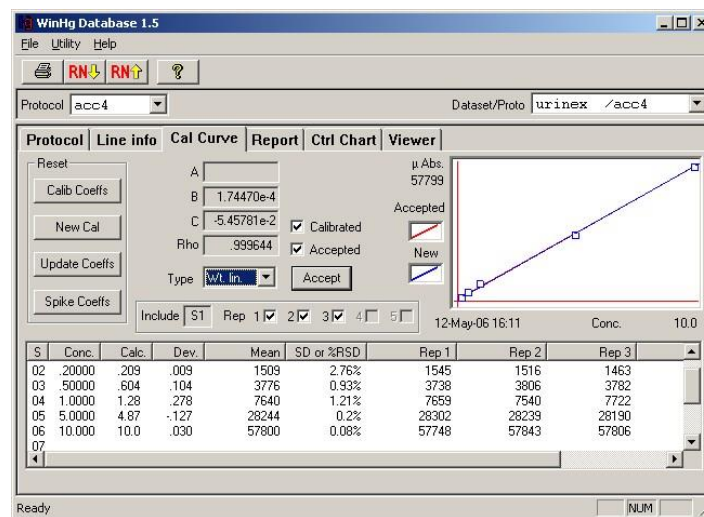 WinHg Database 1.5
File Utility Help
RN RN ?
Protocol acc4 Dataset/Proto urinex /acc4
Protocol Line info Cal Curve Report Ctrl Chart Viewer
Reset
Calib Coeffs
New Cal
Update Coeffs
Spike Coeffs
A
B 1.74470e-4
C -5.45781e-2
Rho .999644
Calibrated
Accepted
Type Wt. lin. Accept
Include S1 Rep 1 2 3 4 5
µ Abs.
57799
Accepted
New
12-May-06 16:11 Conc. 10.0
S Conc. Calc. Dev. Mean SD or %RSD Rep 1 Rep 2 Rep 3
02 .20000 .209 .009 1509 2.76% 1545 1516 1463
03 .50000 .604 .104 3776 0.93% 3738 3806 3782
04 1.0000 1.28 .278 7640 1.21% 7659 7540 7722
05 5.0000 4.87 -.127 28244 0.2% 28302 28239 28190
06 10.000 10.0 .030 57800 0.08% 57748 57843 57806
07
Ready NUM